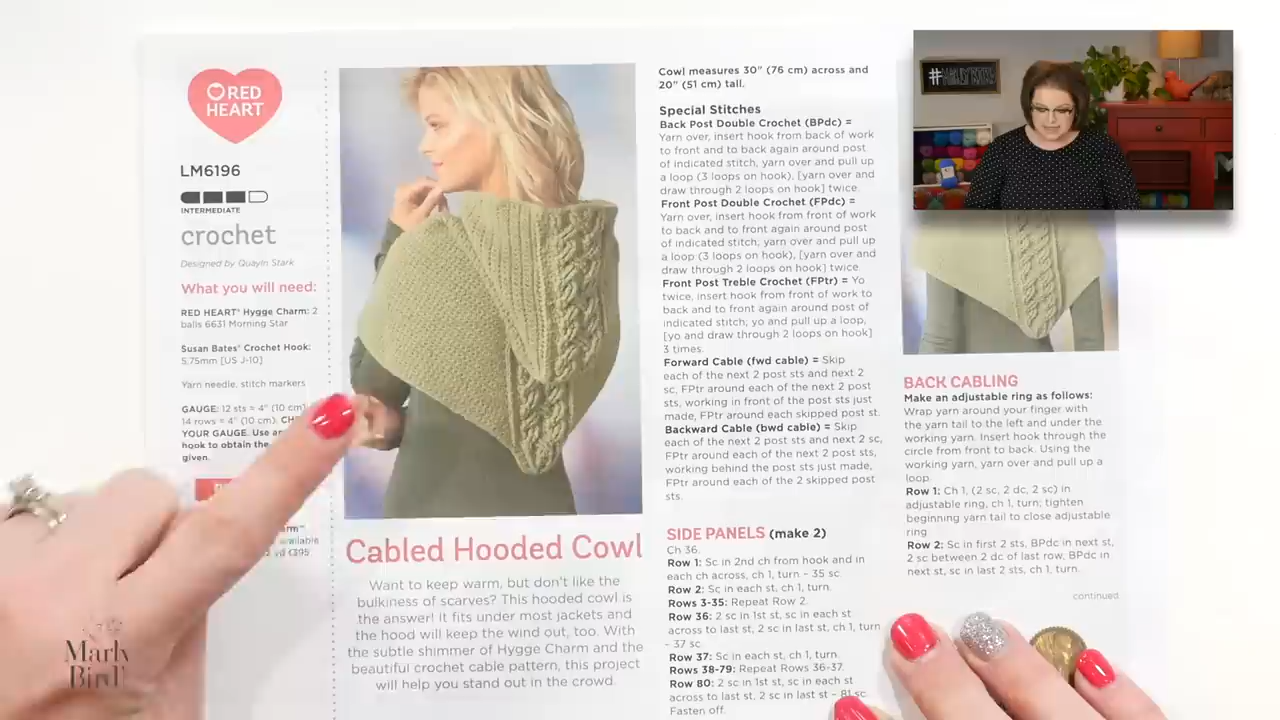 RED
HEART
LM6196
INTERMEDIATE
crochet
Designed by Quayln Stark
What you will need:
RED HEART® Hygge Charm: 2
balls 6631 Morning Star
Susan Bates® Crochet Hook:
5.75mm [US J-10]
Yarn needle, stitch markers
GAUGE: 12 sts = 4" (10 cm)
14 rows = 4" (10 cm).
YOUR GAUGE. Use
hook to obtain the
given.
Cabled Hooded Cowl
Want to keep warm, but don't like the
bulkiness of scarves? This hooded cowl is
the answer! It fits under most jackets and
the hood will keep the wind out, too. With
the subtle shimmer of Hygge Charm and the
beautiful crochet cable pattern, this project
will help you stand out in the crowd.
Cowl measures 30" (76 cm) across and
20" (51 cm) tall.
Special Stitches
Back Post Double Crochet (BPdc) =
Yarn over, insert hook from back of work
to front and to back again around post
of indicated stitch, yarn over and pull up
a loop (3 loops on hook), [yarn over and
draw through 2 loops on hook] twice.
Front Post Double Crochet (FPdc) =
Yarn over, insert hook from front of work
to back and to front again around post
of indicated stitch; yarn over and pull up
a loop (3 loops on hook), [yarn over and
draw through 2 loops on hook] twice.
Front Post Treble Crochet (FPtr) = Yo
twice, insert hook from front of work to
back and to front again around post of
indicated stitch; yo and pull up a loop,
[yo and draw through 2 loops on hook]
3 times.
Forward Cable (fwd cable) = Skip
each of the next 2 post sts and next 2
sc, FPtr around each of the next 2 post
sts, working in front of the post sts just
made, FPtr around each skipped post st.
Backward Cable (bwd cable) = Skip
each of the next 2 post sts and next 2 sc,
FPtr around each of the next 2 post sts,
working behind the post sts just made,
FPtr around each of the 2 skipped post
sts.
SIDE PANELS (make 2)
Ch 36.
Row 1: Sc in 2nd ch from hook and in
each ch across, ch 1, turn – 35 sc.
Row 2: Sc in each st, ch 1, turn.
Rows 3-35: Repeat Row 2.
Row 36: 2 sc in 1st st, sc in each st
across to last st, 2 sc in last st, ch 1, turn
– 37 sc.
Row 37: Sc in each st, ch 1, turn.
Rows 38-79: Repeat Rows 36-37.
Row 80: 2 sc in 1st st, sc in each st
across to last st, 2 sc in last st – 81 sc.
Fasten off.
BACK CABLING
Make an adjustable ring as follows:
Wrap yarn around your finger with
the yarn tail to the left and under the
working yarn. Insert hook through the
circle from front to back. Using the
working yarn, yarn over and pull up a
loop.
Row 1: Ch 1, (2 sc, 2 dc, 2 sc) in
adjustable ring, ch 1, turn; tighten
beginning yarn tail to close adjustable
ring
Row 2: Sc in first 2 sts, BPdc in next st,
2 sc between 2 dc of last row, BPdc in
next st, sc in last 2 sts, ch 1, turn.
continued
Marly
Bird